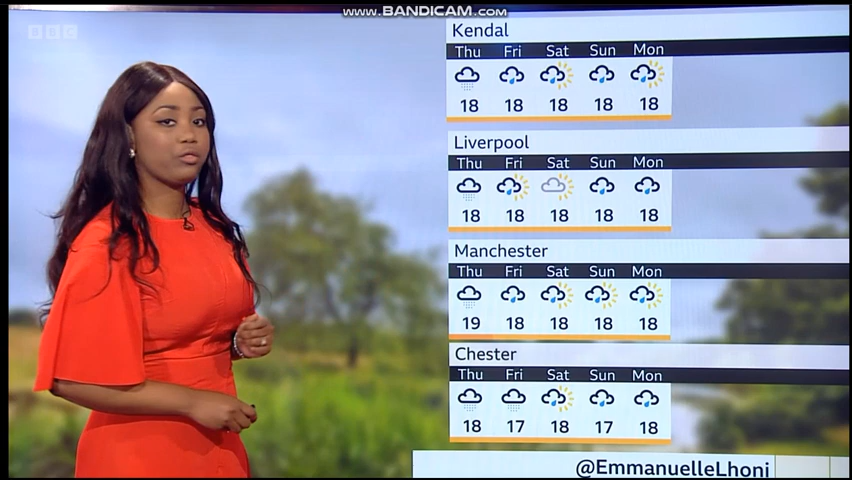 WWW.BANDICAM.COM
BBC
Kendal
Thu Fri Sat Sun Mon
18 18 18 18 18
Liverpool
Thu Fri Sat Sun Mon
18 18 18 18 18
Manchester
Thu Fri Sat Sun Mon
19 18 18 18 18
Chester
Thu Fri Sat Sun Mon
18 17 18 17 18
@EmmanuelleLhoni